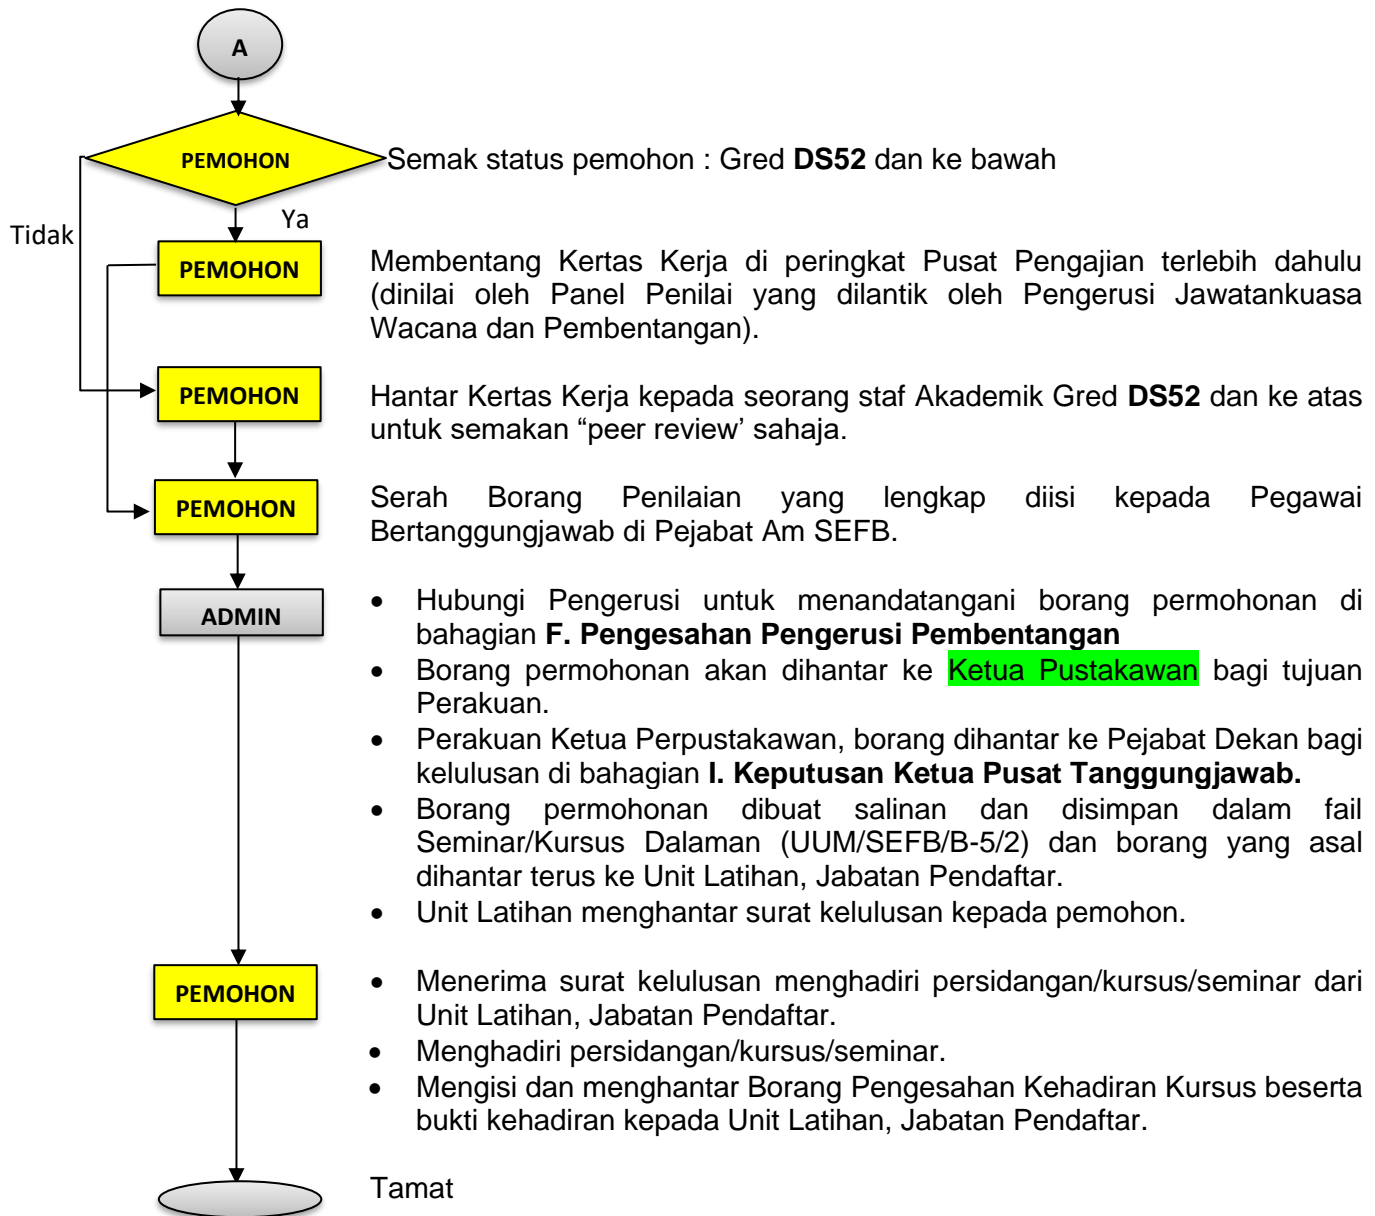 A
PEMOHON
Semak status pemohon : Gred DS52 dan ke bawah
Tidak
Ya
PEMOHON
Membentang Kertas Kerja di peringkat Pusat Pengajian terlebih dahulu
(dinilai oleh Panel Penilai yang dilantik oleh Pengerusi Jawatankuasa
Wacana dan Pembentangan).
PEMOHON
Hantar Kertas Kerja kepada seorang staf Akademik Gred DS52 dan ke atas
untuk semakan “peer review’ sahaja.
PEMOHON
Serah Borang Penilaian yang lengkap diisi kepada Pegawai
Bertanggungjawab di Pejabat Am SEFB.
ADMIN
• Hubungi Pengerusi untuk menandatangani borang permohonan di
bahagian F. Pengesahan Pengerusi Pembentangan
• Borang permohonan akan dihantar ke Ketua Pustakawan bagi tujuan
Perakuan.
• Perakuan Ketua Perpustakawan, borang dihantar ke Pejabat Dekan bagi
kelulusan di bahagian I. Keputusan Ketua Pusat Tanggungjawab.
• Borang permohonan dibuat salinan dan disimpan dalam fail
Seminar/Kursus Dalaman (UUM/SEFB/B-5/2) dan borang yang asal
dihantar terus ke Unit Latihan, Jabatan Pendaftar.
• Unit Latihan menghantar surat kelulusan kepada pemohon.
PEMOHON
• Menerima surat kelulusan menghadiri persidangan/kursus/seminar dari
Unit Latihan, Jabatan Pendaftar.
• Menghadiri persidangan/kursus/seminar.
• Mengisi dan menghantar Borang Pengesahan Kehadiran Kursus beserta
bukti kehadiran kepada Unit Latihan, Jabatan Pendaftar.
Tamat